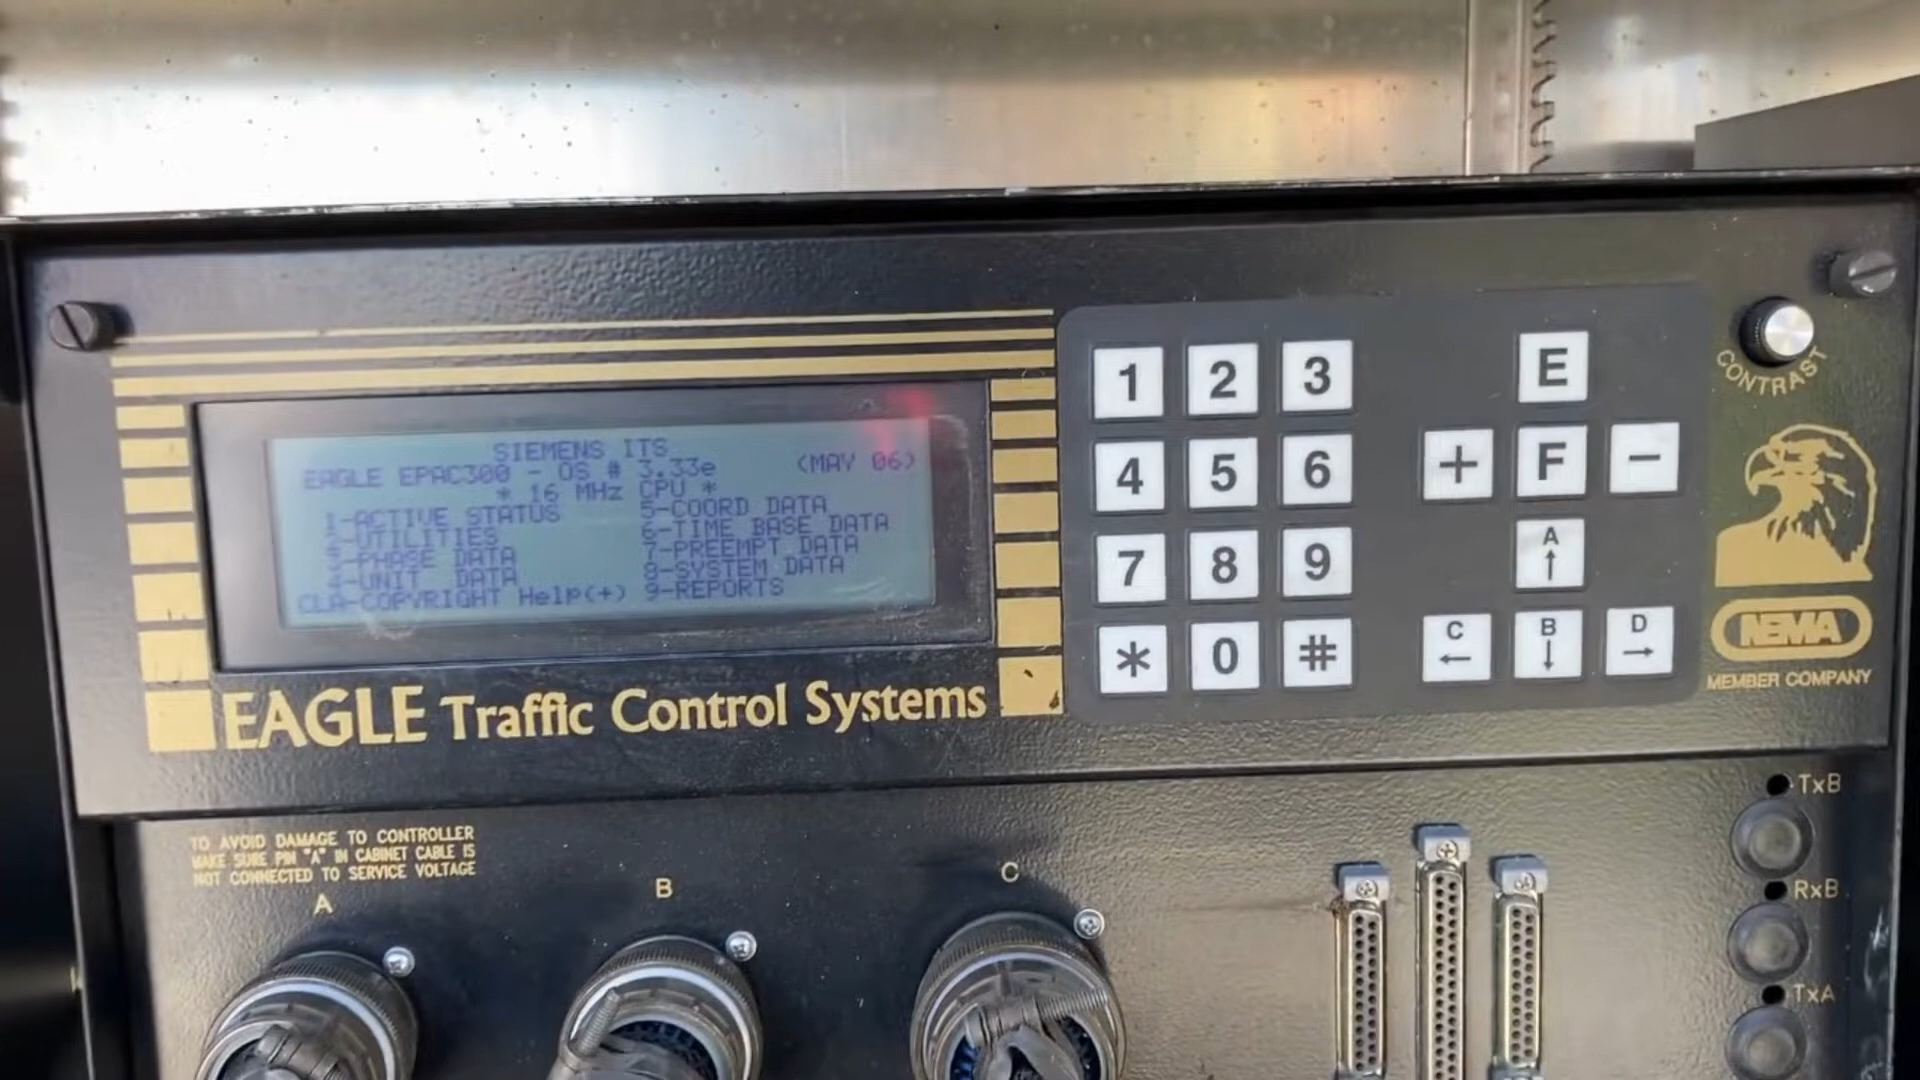 SIEMENS ITS
EAGLE EPAC300 - OS # 3.33e (MAY 06)
* 16 MHz CPU *
1-ACTIVE STATUS 5-COORD DATA
2-UTILITIES 6-TIME BASE DATA
3-PHASE DATA 7-PREEMPT DATA
4-UNIT DATA 8-SYSTEM DATA
CLA-COPYRIGHT Help(+) 9-REPORTS
EAGLE Traffic Control Systems
1 2 3
4 5 6
7 8 9
* 0 #
E
+ F -
A ↑
C ← B ↓ D →
CONTRAST
NEMA
MEMBER COMPANY
TO AVOID DAMAGE TO CONTROLLER
MAKE SURE PIN "A" IN CABINET CABLE IS
NOT CONNECTED TO SERVICE VOLTAGE
A
B
C
TxB
RxB
TxA